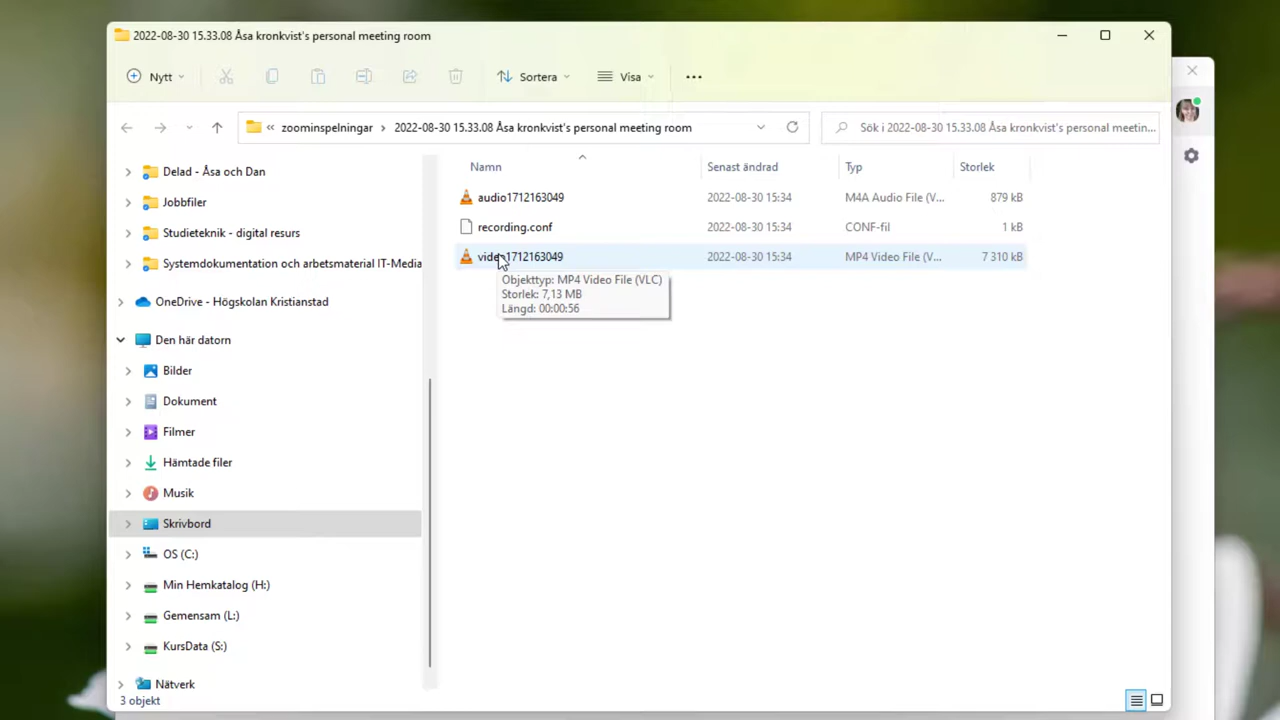 2022-08-30 15.33.08 Åsa kronkvist's personal meeting room
Nytt
Sortera
Visa
zoominspelningar
2022-08-30 15.33.08 Åsa kronkvist's personal meeting room
Sök i 2022-08-30 15.33.08 Åsa kronkvist's personal meetin...
Delad - Åsa och Dan
Jobbfiler
Studieteknik - digital resurs
Systemdokumentation och arbetsmaterial IT-Media
OneDrive - Högskolan Kristianstad
Den här datorn
Bilder
Dokument
Filmer
Hämtade filer
Musik
Skrivbord
OS (C:)
Min Hemkatalog (H:)
Gemensam (L:)
KursData (S:)
Nätverk
Namn Senast ändrad Typ Storlek
audio1712163049 2022-08-30 15:34 M4A Audio File (V... 879 kB
recording.conf 2022-08-30 15:34 CONF-fil 1 kB
video1712163049 2022-08-30 15:34 MP4 Video File (V... 7 310 kB
Objekttyp: MP4 Video File (VLC)
Storlek: 7,13 MB
Längd: 00:00:56
3 objekt